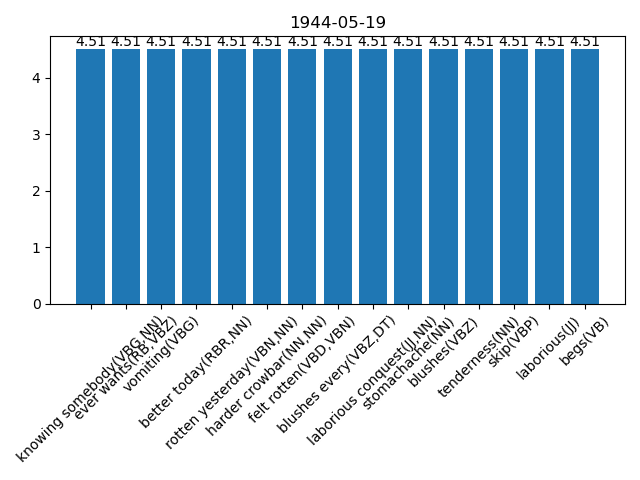 1944-05-19
4.51 4.51 4.51 4.51 4.51 4.51 4.51 4.51 4.51 4.51 4.51 4.51 4.51 4.51 4.51
4
3
2
1
0
knowing somebody(VBG,NN)
ever wants(RB,VBZ)
vomiting(VBG)
better today(RBR,NN)
rotten yesterday(VBN,NN)
harder crowbar(NN,NN)
felt rotten(VBD,VBN)
blushes every(VBZ,DT)
laborious conquest(JJ,NN)
stomachache(NN)
blushes(VBZ)
tenderness(NN)
skip(VBP)
laborious(JJ)
begs(VB)